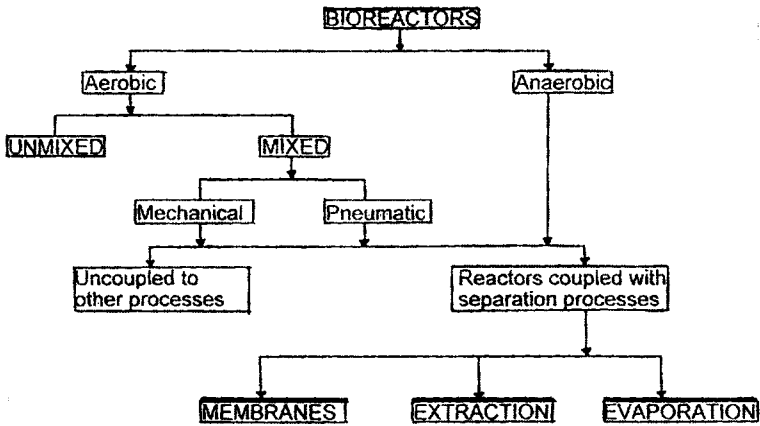 BIOREACTORS
Aerobic
Anaerobic
UNMIXED
MIXED
Mechanical
Pneumatic
Uncoupled to
other processes
Reactors coupled with
separation processes
MEMBRANES
EXTRACTION
EVAPORATION